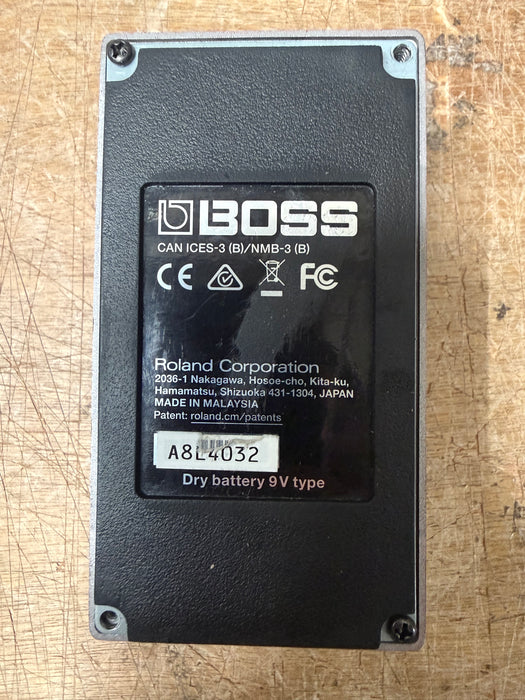 BOSS
CAN ICES-3 (B)/NMB-3 (B)
CE FC
Roland Corporation
2036-1 Nakagawa, Hosoe-cho, Kita-ku,
Hamamatsu, Shizuoka 431-1304, JAPAN
MADE IN MALAYSIA
Patent: roland.cm/patents
A8L4032
Dry battery 9V type